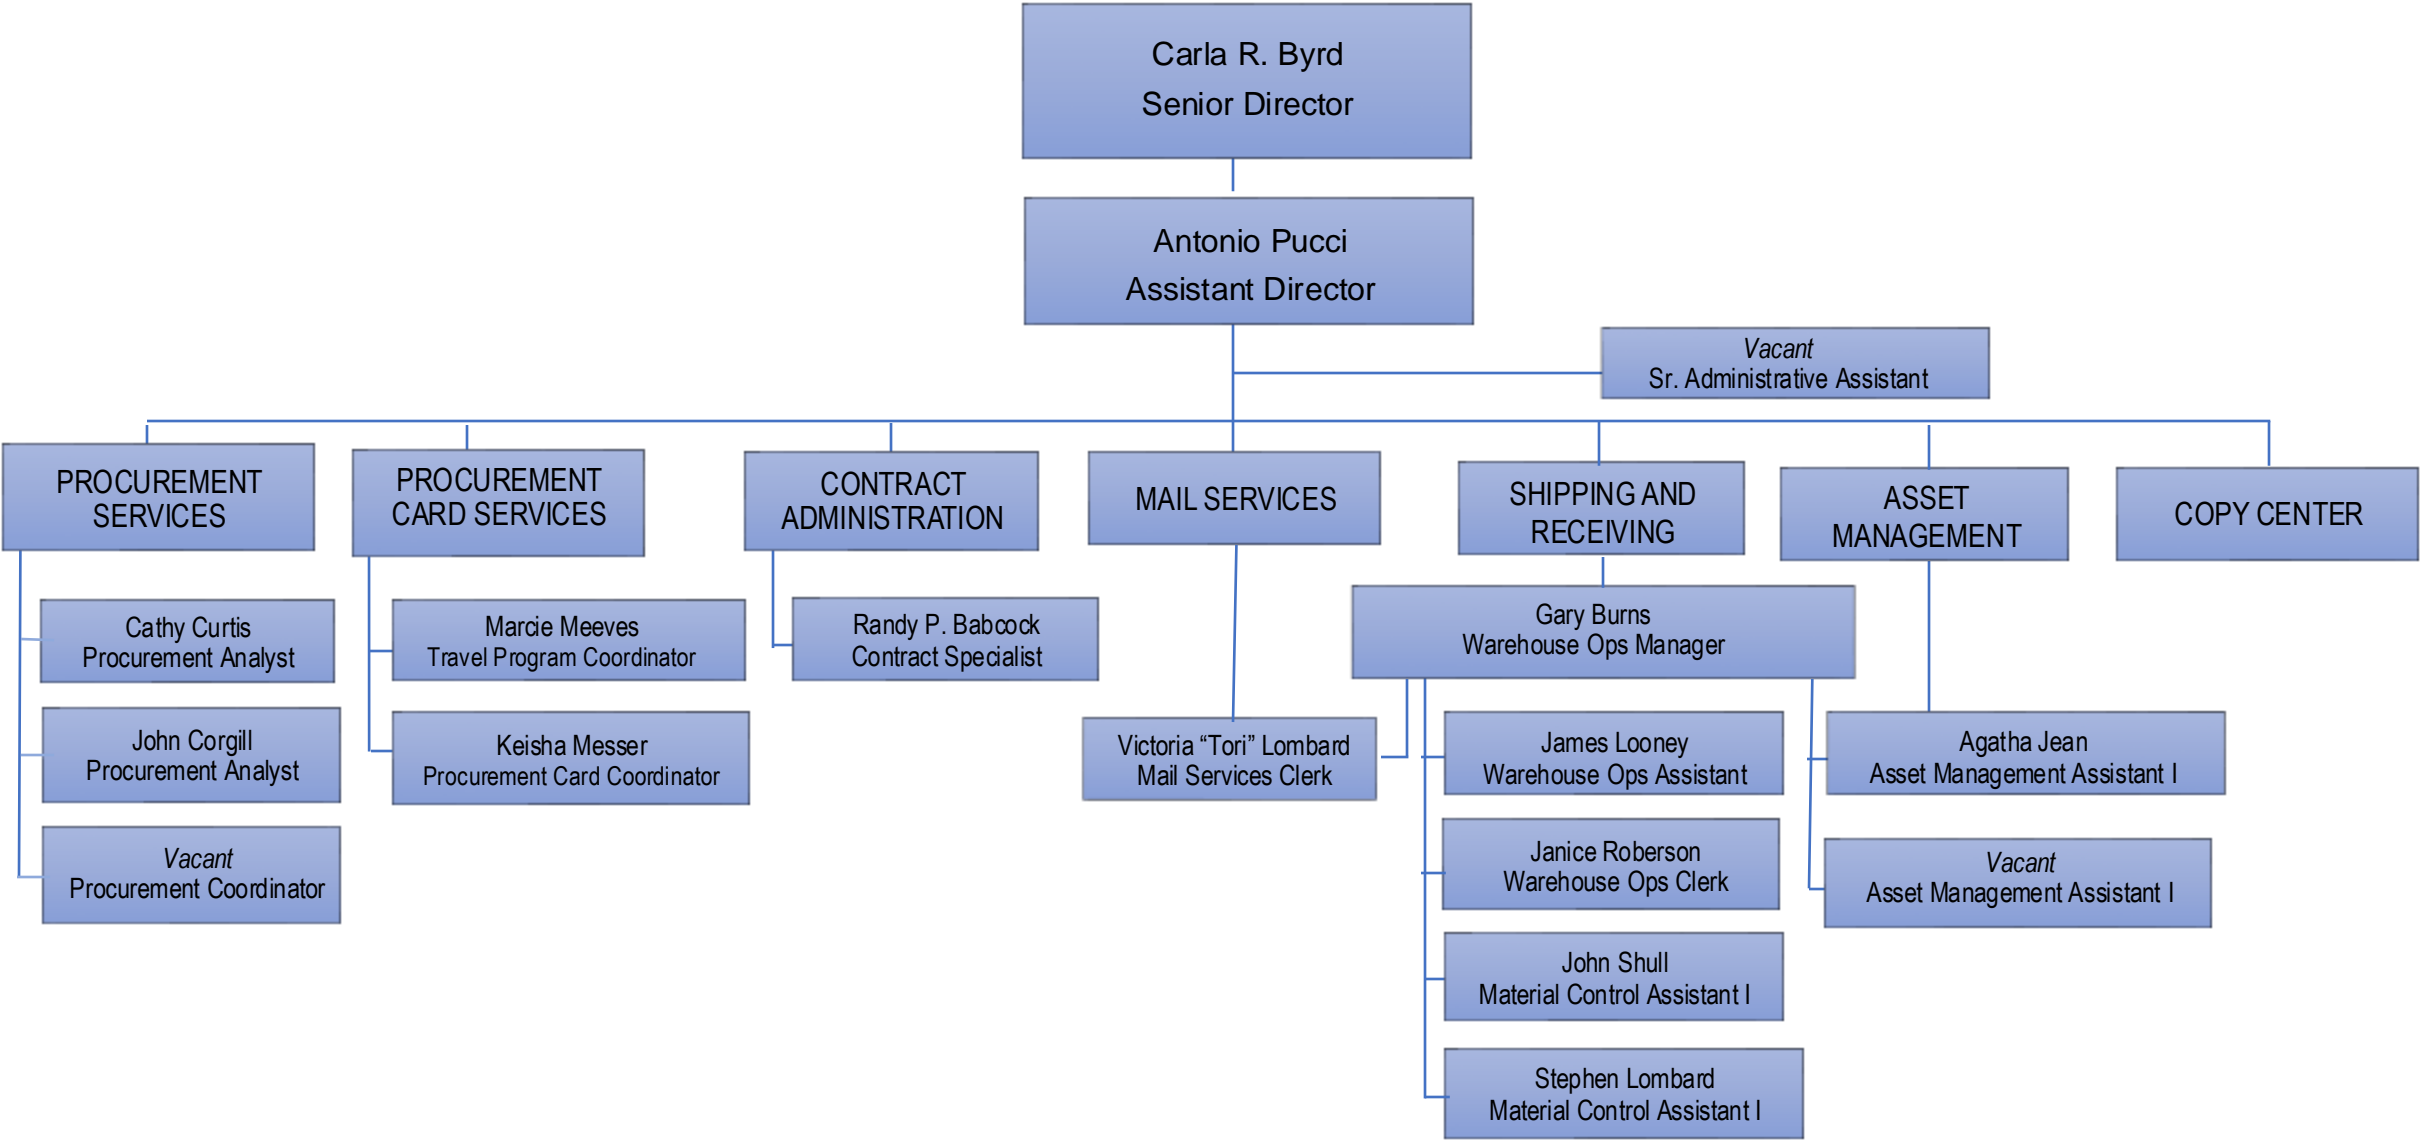 Carla R. Byrd
Senior Director
Antonio Pucci
Assistant Director
Vacant
Sr. Administrative Assistant
PROCUREMENT
SERVICES
PROCUREMENT
CARD SERVICES
CONTRACT
ADMINISTRATION
MAIL SERVICES
SHIPPING AND
RECEIVING
ASSET
MANAGEMENT
COPY CENTER
Cathy Curtis
Procurement Analyst
John Corgill
Procurement Analyst
Vacant
Procurement Coordinator
Marcie Meeves
Travel Program Coordinator
Keisha Messer
Procurement Card Coordinator
Randy P. Babcock
Contract Specialist
Victoria “Tori” Lombard
Mail Services Clerk
Gary Burns
Warehouse Ops Manager
James Looney
Warehouse Ops Assistant
Janice Roberson
Warehouse Ops Clerk
John Shull
Material Control Assistant I
Stephen Lombard
Material Control Assistant I
Agatha Jean
Asset Management Assistant I
Vacant
Asset Management Assistant I